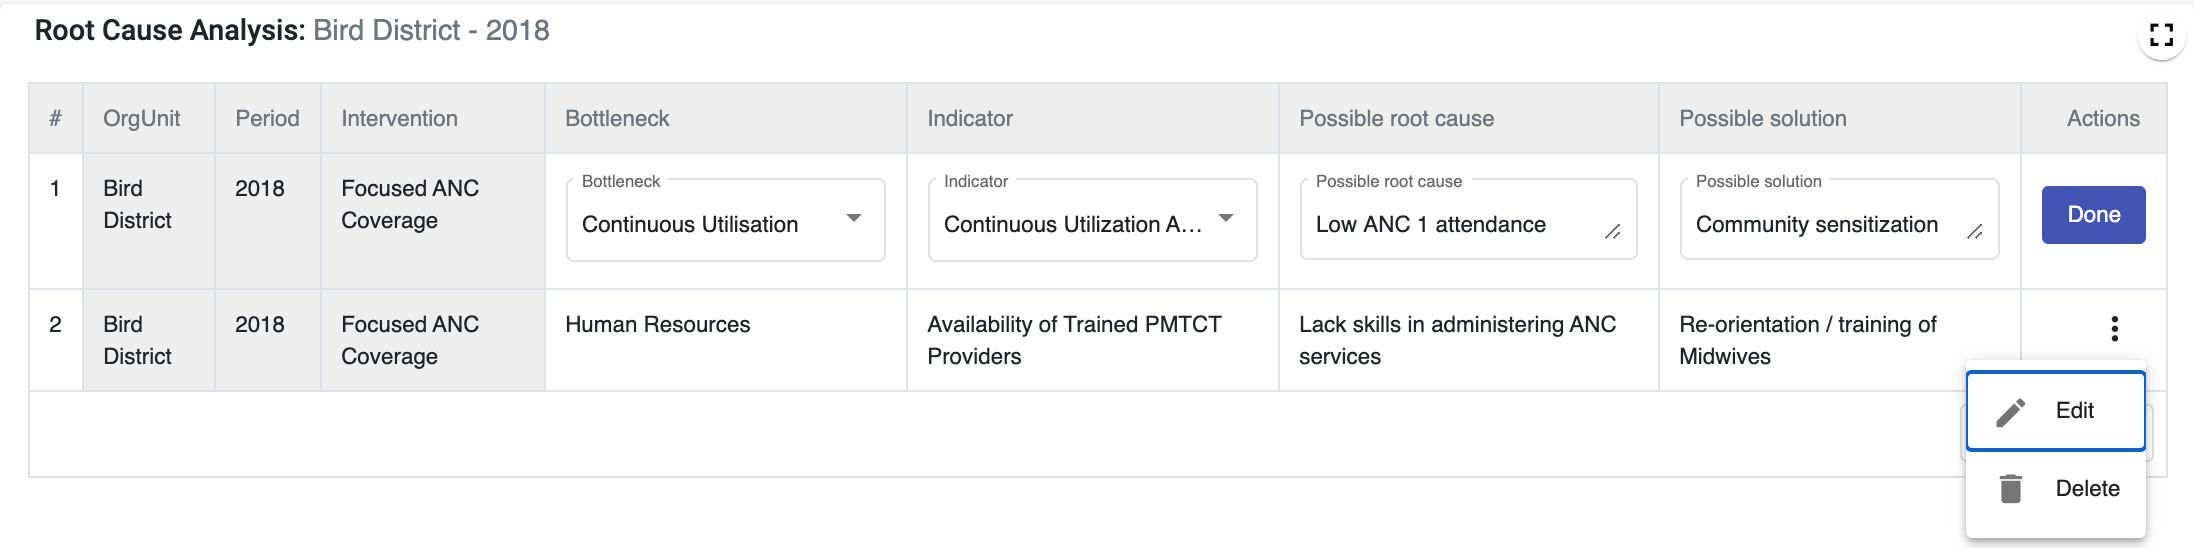 Root Cause Analysis: Bird District - 2018
# OrgUnit Period Intervention Bottleneck Indicator Possible root cause Possible solution Actions
Bottleneck Indicator Possible root cause Possible solution
1 Bird 2018 Focused ANC Continuous Utilisation Continuous Utilization A... Low ANC 1 attendance Community sensitization Done
District Coverage
2 Bird 2018 Focused ANC Human Resources Availability of Trained PMTCT Lack skills in administering ANC Re-orientation / training of
District Coverage Providers services Midwives
Edit
Delete